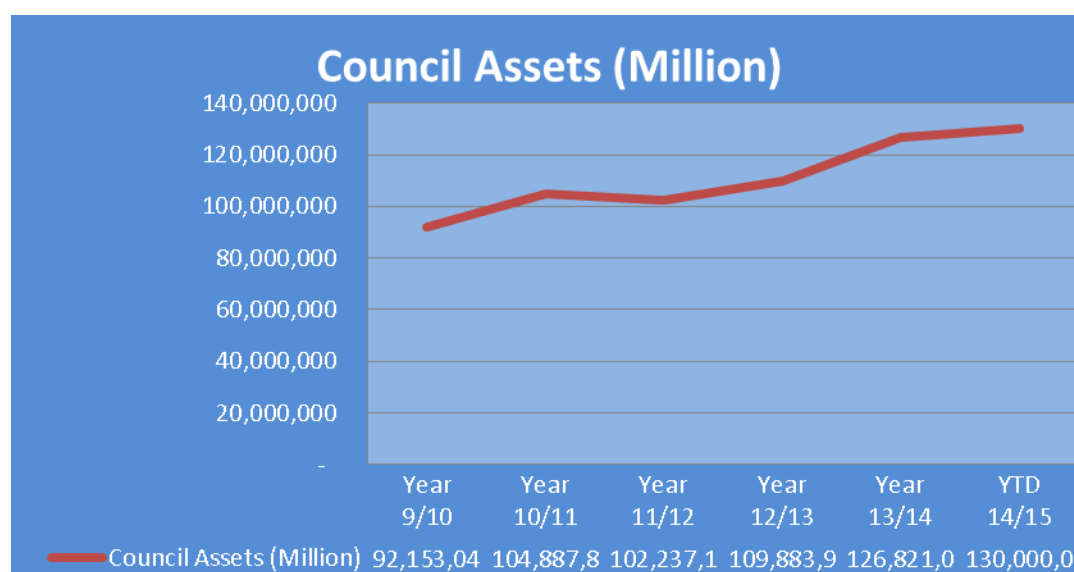 Council Assets (Million)
140,000,000
120,000,000
100,000,000
80,000,000
60,000,000
40,000,000
20,000,000
-
Year Year Year Year Year YTD
9/10 10/11 11/12 12/13 13/14 14/15
Council Assets (Million) 92,153,04 104,887,8 102,237,1 109,883,9 126,821,0 130,000,0